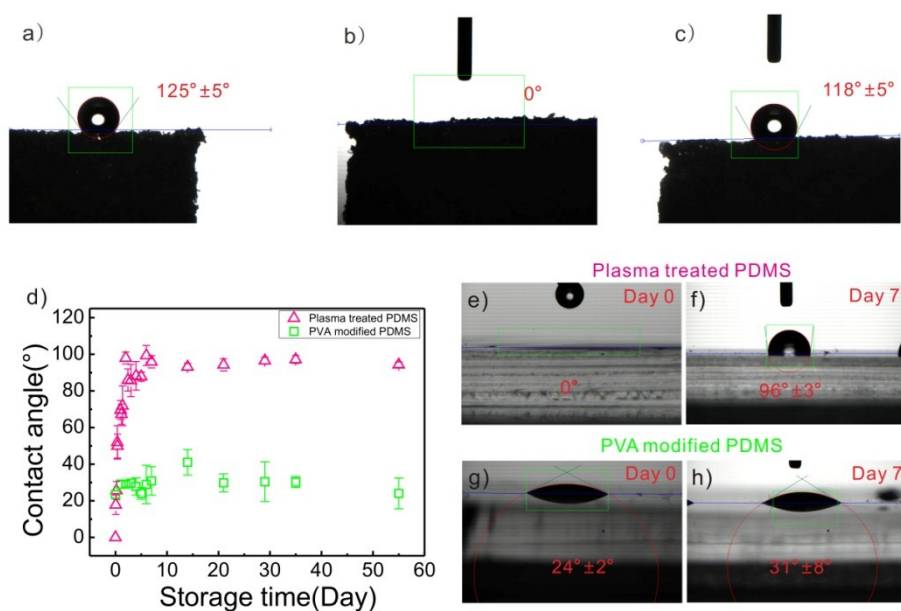 a)
b)
c)
125°±5°
0°
118°±5°
d)
Plasma treated PDMS
PVA modified PDMS
Contact angle(°)
120
100
80
60
40
20
0
0
10
20
30
40
50
60
Storage time(Day)
Plasma treated PDMS
e)
Day 0
0°
f)
Day 7
96°±3°
PVA modified PDMS
g)
Day 0
24°±2°
h)
Day 7
31°±8°